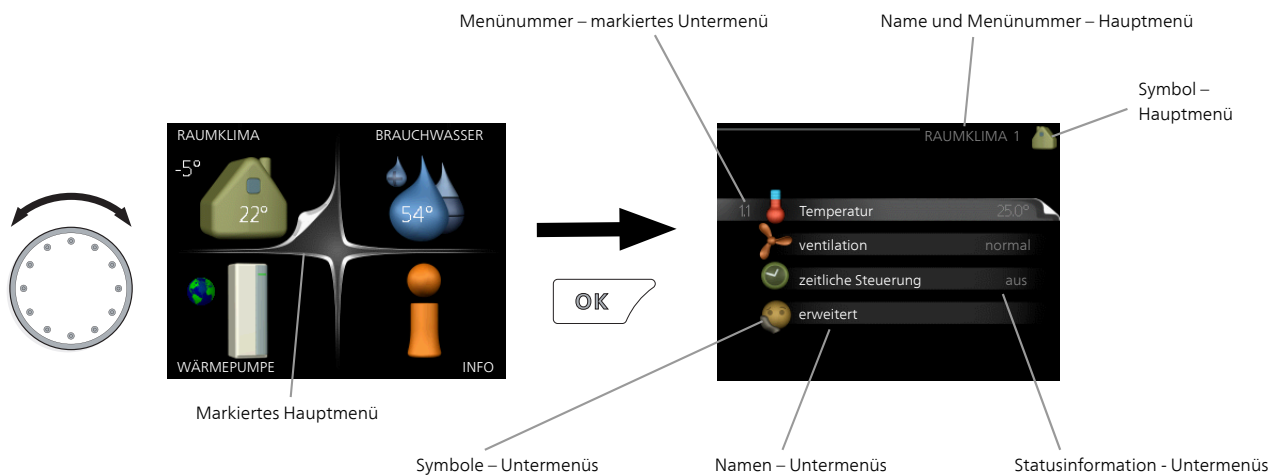 Menünummer – markiertes Untermenü
Name und Menünummer – Hauptmenü
Symbol –
Hauptmenü
RAUMKLIMA
BRAUCHWASSER
-5°
22°
54°
WÄRMEPUMPE
INFO
Markiertes Hauptmenü
OK
RAUMKLIMA 1
1.1 Temperatur 25.0°
ventilation normal
zeitliche Steuerung aus
erweitert
Symbole – Untermenüs
Namen – Untermenüs
Statusinformation - Untermenüs